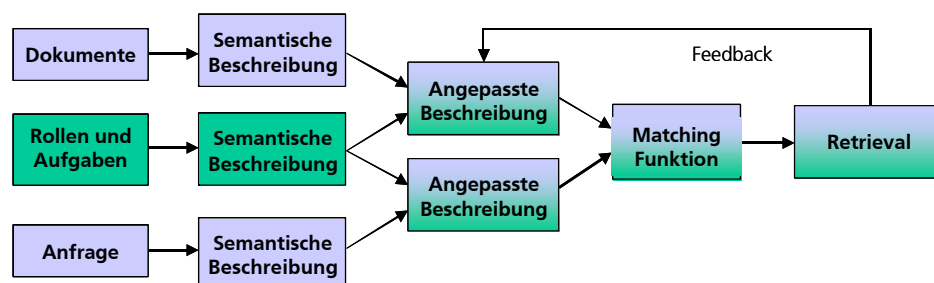 Dokumente
Semantische
Beschreibung
Feedback
Angepasste
Beschreibung
Rollen und
Aufgaben
Semantische
Beschreibung
Matching
Funktion
Retrieval
Angepasste
Beschreibung
Anfrage
Semantische
Beschreibung